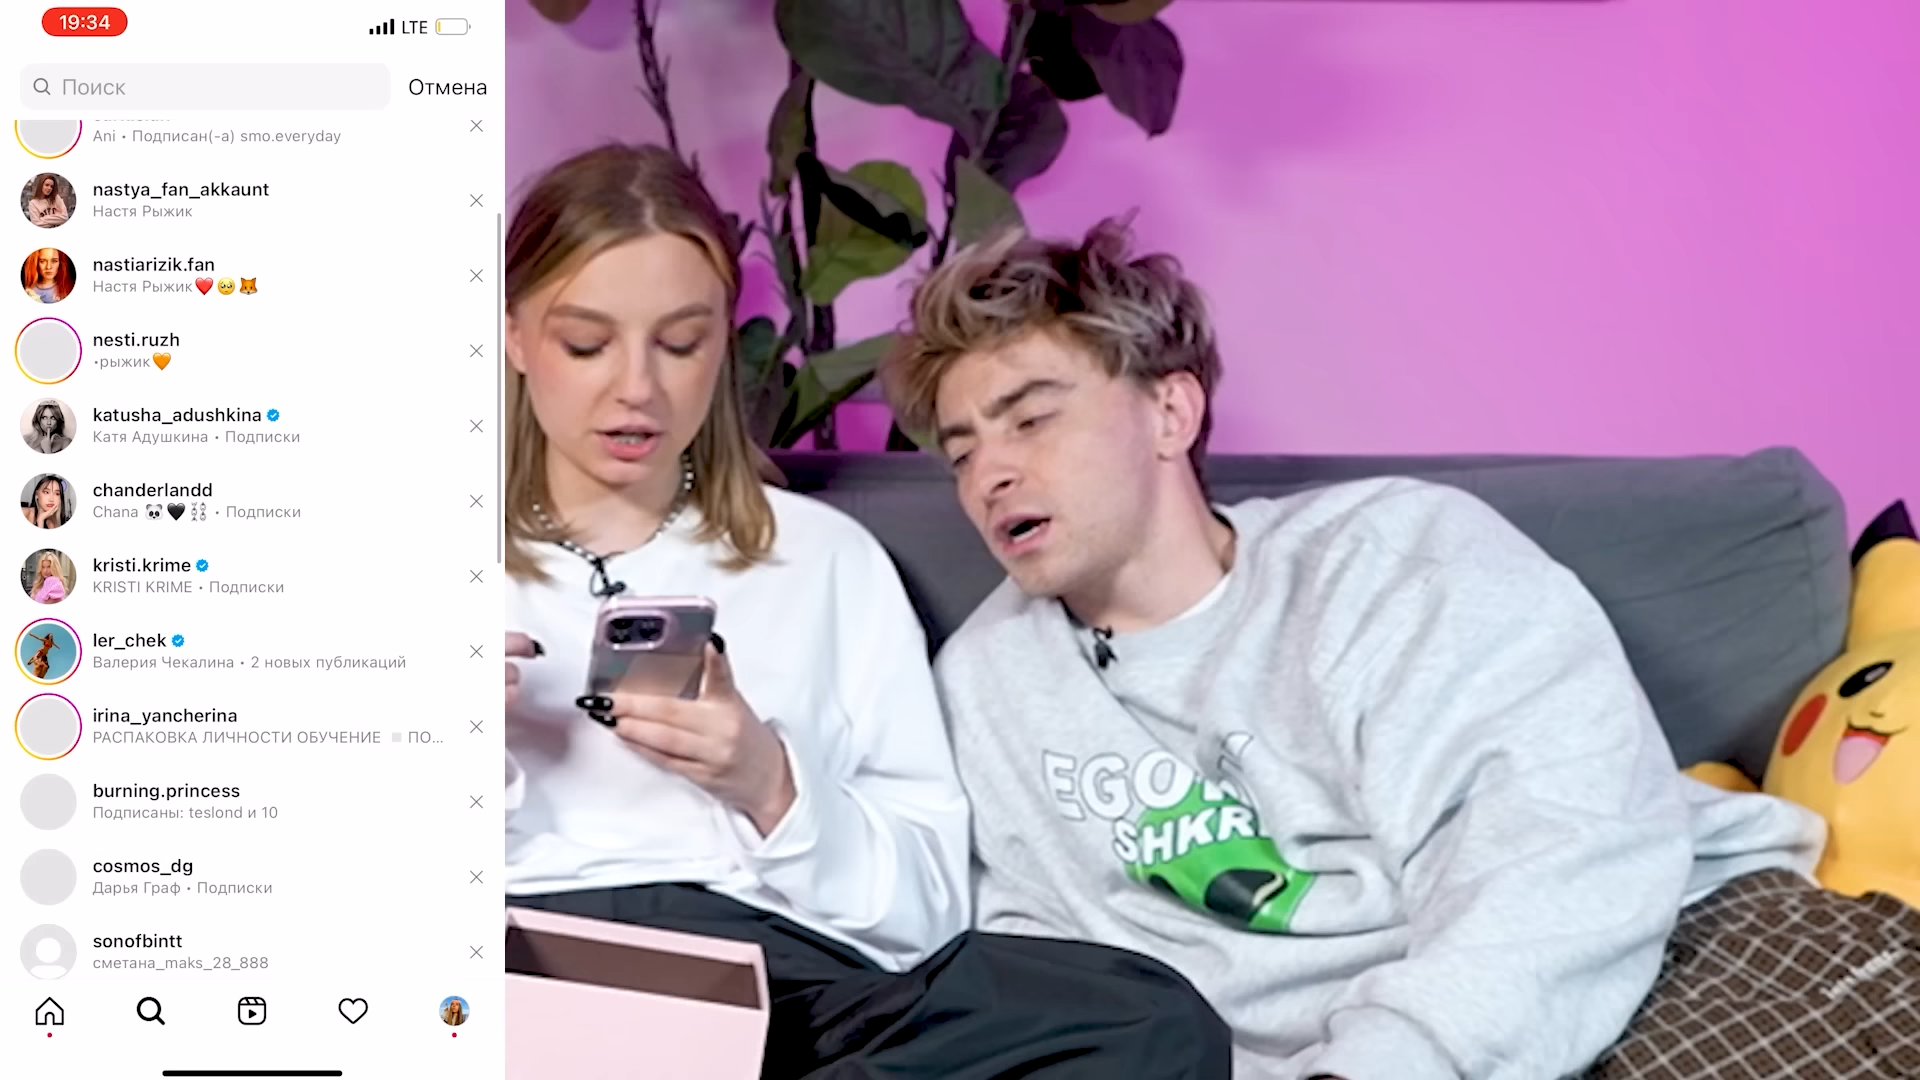 19:34
LTE
Поиск
Отмена
Ani • Подписан(-а) smo.everyday
nastya_fan_akkaunt
Настя Рыжик
nastiarizik.fan
Настя Рыжик❤️🥺🦊
nesti.ruzh
•рыжик🧡
katusha_adushkina
Катя Адушкина • Подписки
chanderlandd
Chana 🐼🖤⛓ • Подписки
kristi.krime
KRISTI KRIME • Подписки
ler_chek
Валерия Чекалина • 2 новых публикаций
irina_yancherina
РАСПАКОВКА ЛИЧНОСТИ ОБУЧЕНИЕ ◽ ПО...
burning.princess
Подписаны: teslond и 10
cosmos_dg
Дарья Граф • Подписки
sonofbintt
сметана_maks_28_888
EGOR
SHKR